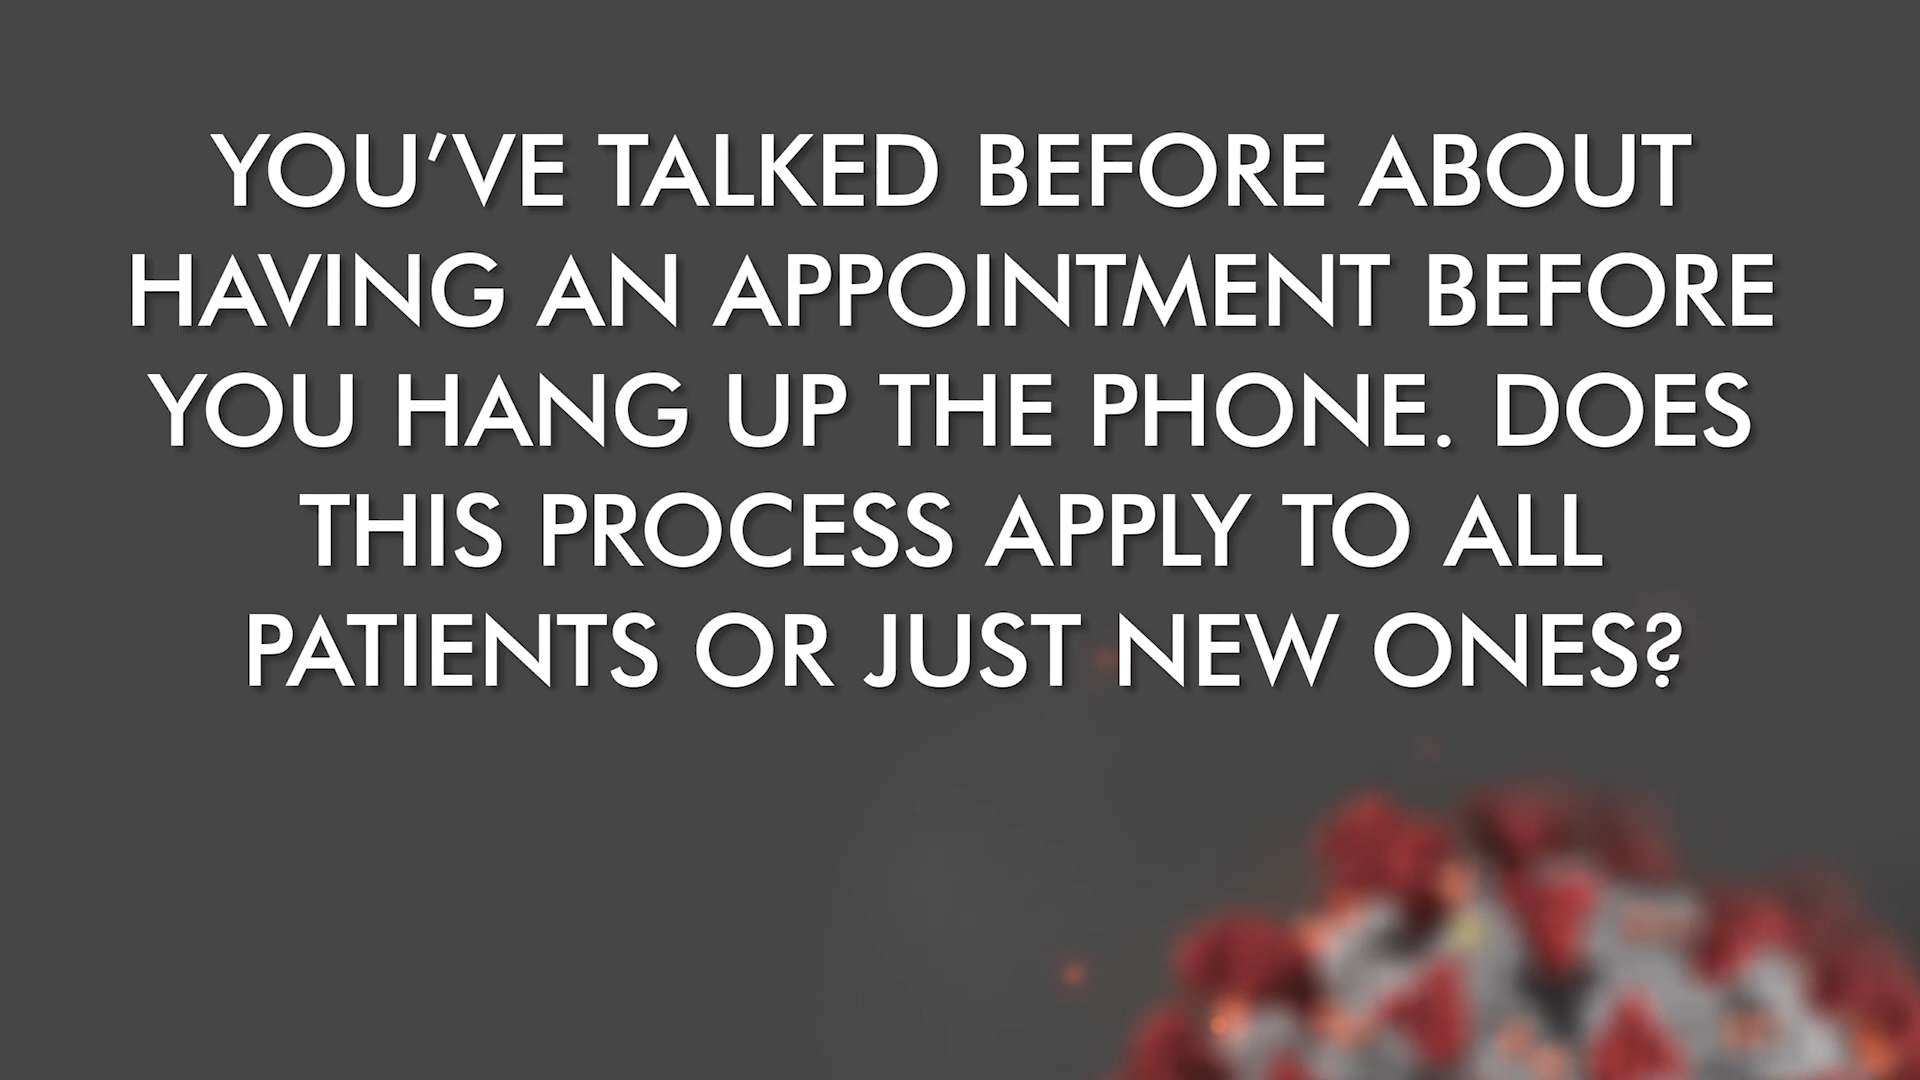 YOU’VE TALKED BEFORE ABOUT
HAVING AN APPOINTMENT BEFORE
YOU HANG UP THE PHONE. DOES
THIS PROCESS APPLY TO ALL
PATIENTS OR JUST NEW ONES?